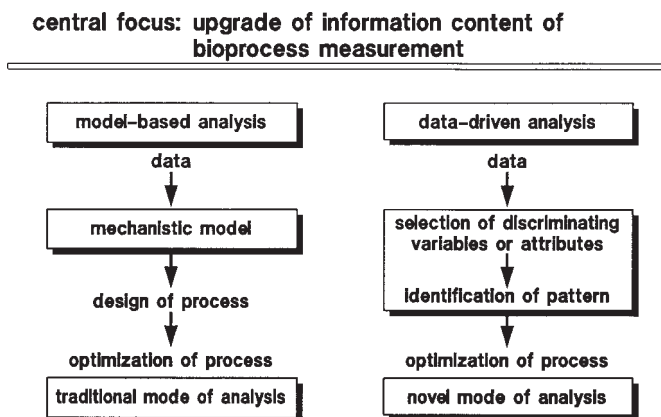 central focus: upgrade of information content of
bioprocess measurement
model-based analysis
data
mechanistic model
design of process
optimization of process
traditional mode of analysis
data-driven analysis
data
selection of discriminating
variables or attributes
identification of pattern
optimization of process
novel mode of analysis